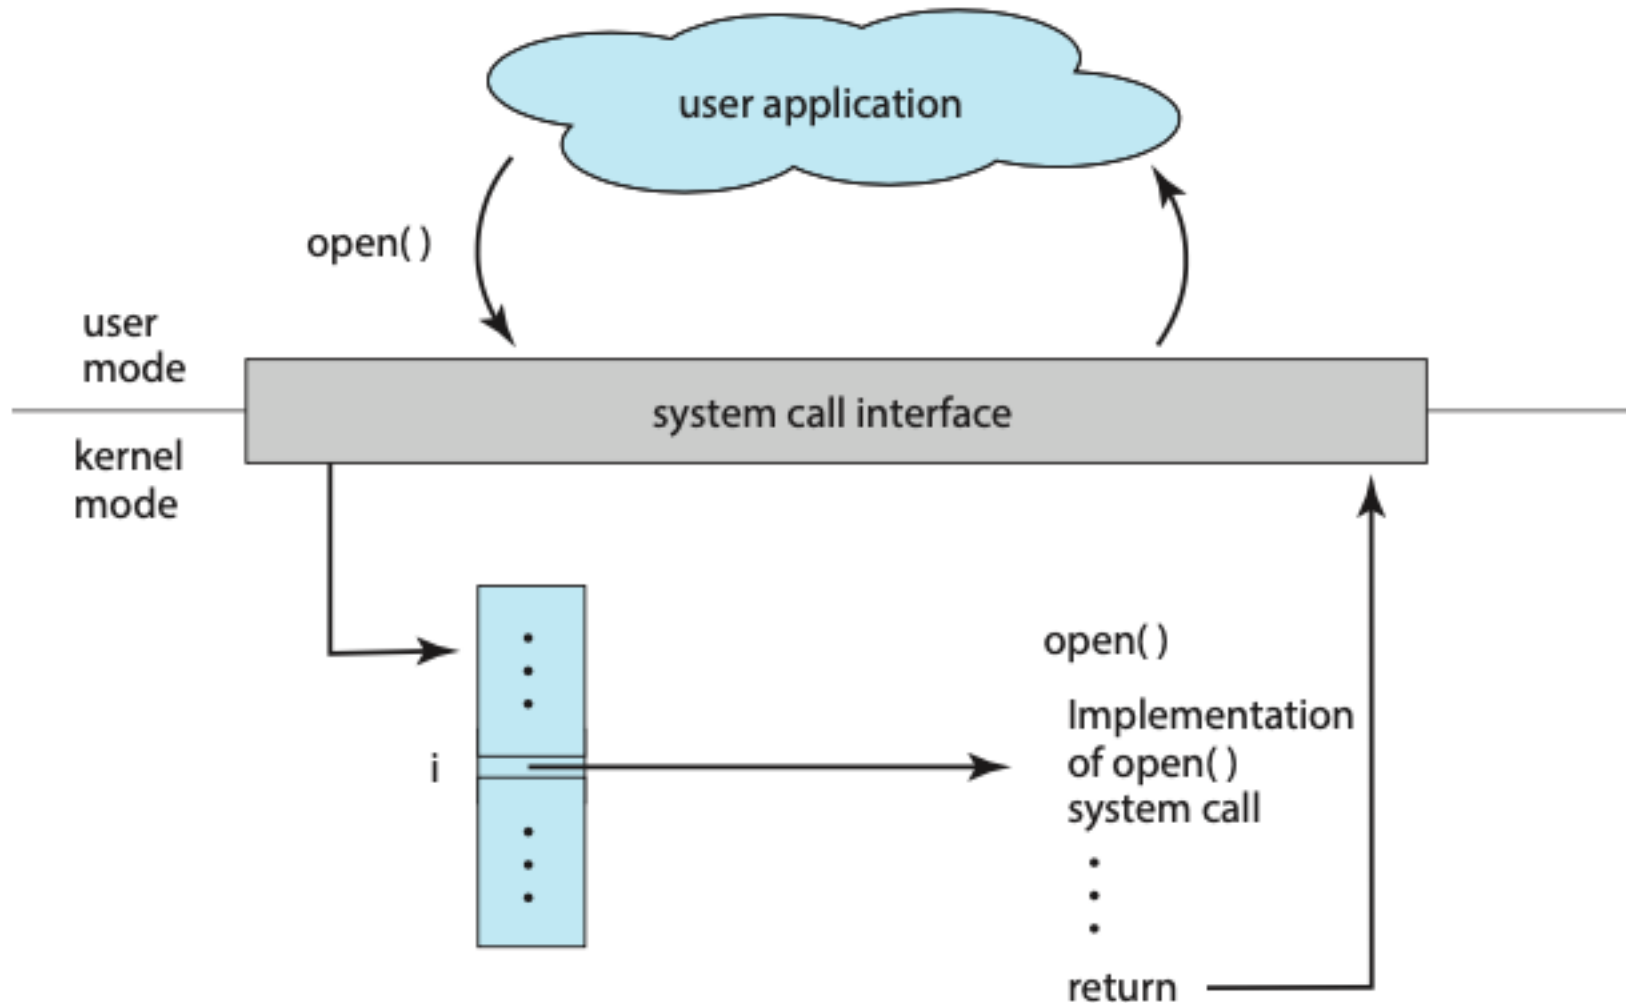 user application
open( )
user
mode
system call interface
kernel
mode
open( )
Implementation
of open( )
system call
i
return